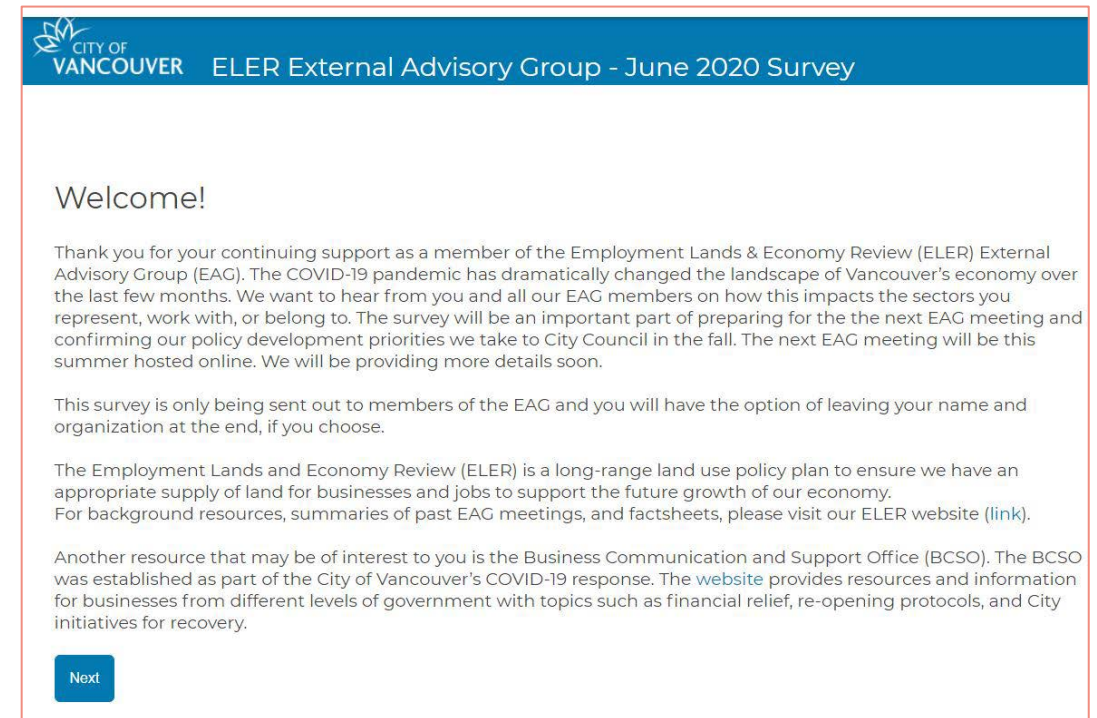 CITY OF
VANCOUVER
ELER External Advisory Group - June 2020 Survey
Welcome!
Thank you for your continuing support as a member of the Employment Lands & Economy Review (ELER) External
Advisory Group (EAG). The COVID-19 pandemic has dramatically changed the landscape of Vancouver's economy over
the last few months. We want to hear from you and all our EAG members on how this impacts the sectors you
represent, work with, or belong to. The survey will be an important part of preparing for the the next EAG meeting and
confirming our policy development priorities we take to City Council in the fall. The next EAG meeting will be this
summer hosted online. We will be providing more details soon.
This survey is only being sent out to members of the EAG and you will have the option of leaving your name and
organization at the end, if you choose.
The Employment Lands and Economy Review (ELER) is a long-range land use policy plan to ensure we have an
appropriate supply of land for businesses and jobs to support the future growth of our economy.
For background resources, summaries of past EAG meetings, and factsheets, please visit our ELER website (link).
Another resource that may be of interest to you is the Business Communication and Support Office (BCSO). The BCSO
was established as part of the City of Vancouver's COVID-19 response. The website provides resources and information
for businesses from different levels of government with topics such as financial relief, re-opening protocols, and City
initiatives for recovery.
Next